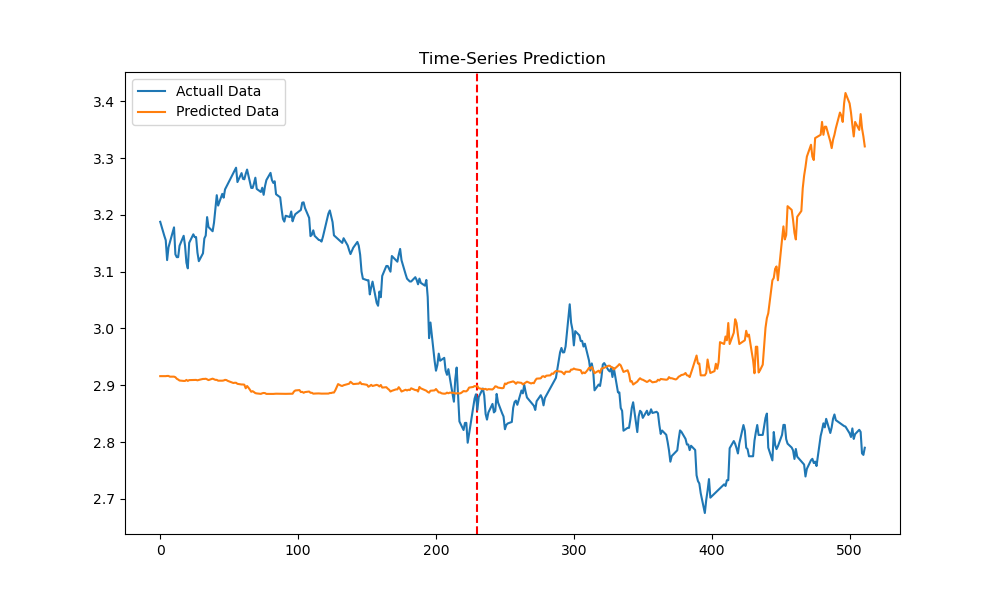 Time-Series Prediction
Actuall Data
Predicted Data
3.4
3.3
3.2
3.1
3.0
2.9
2.8
2.7
0 100 200 300 400 500